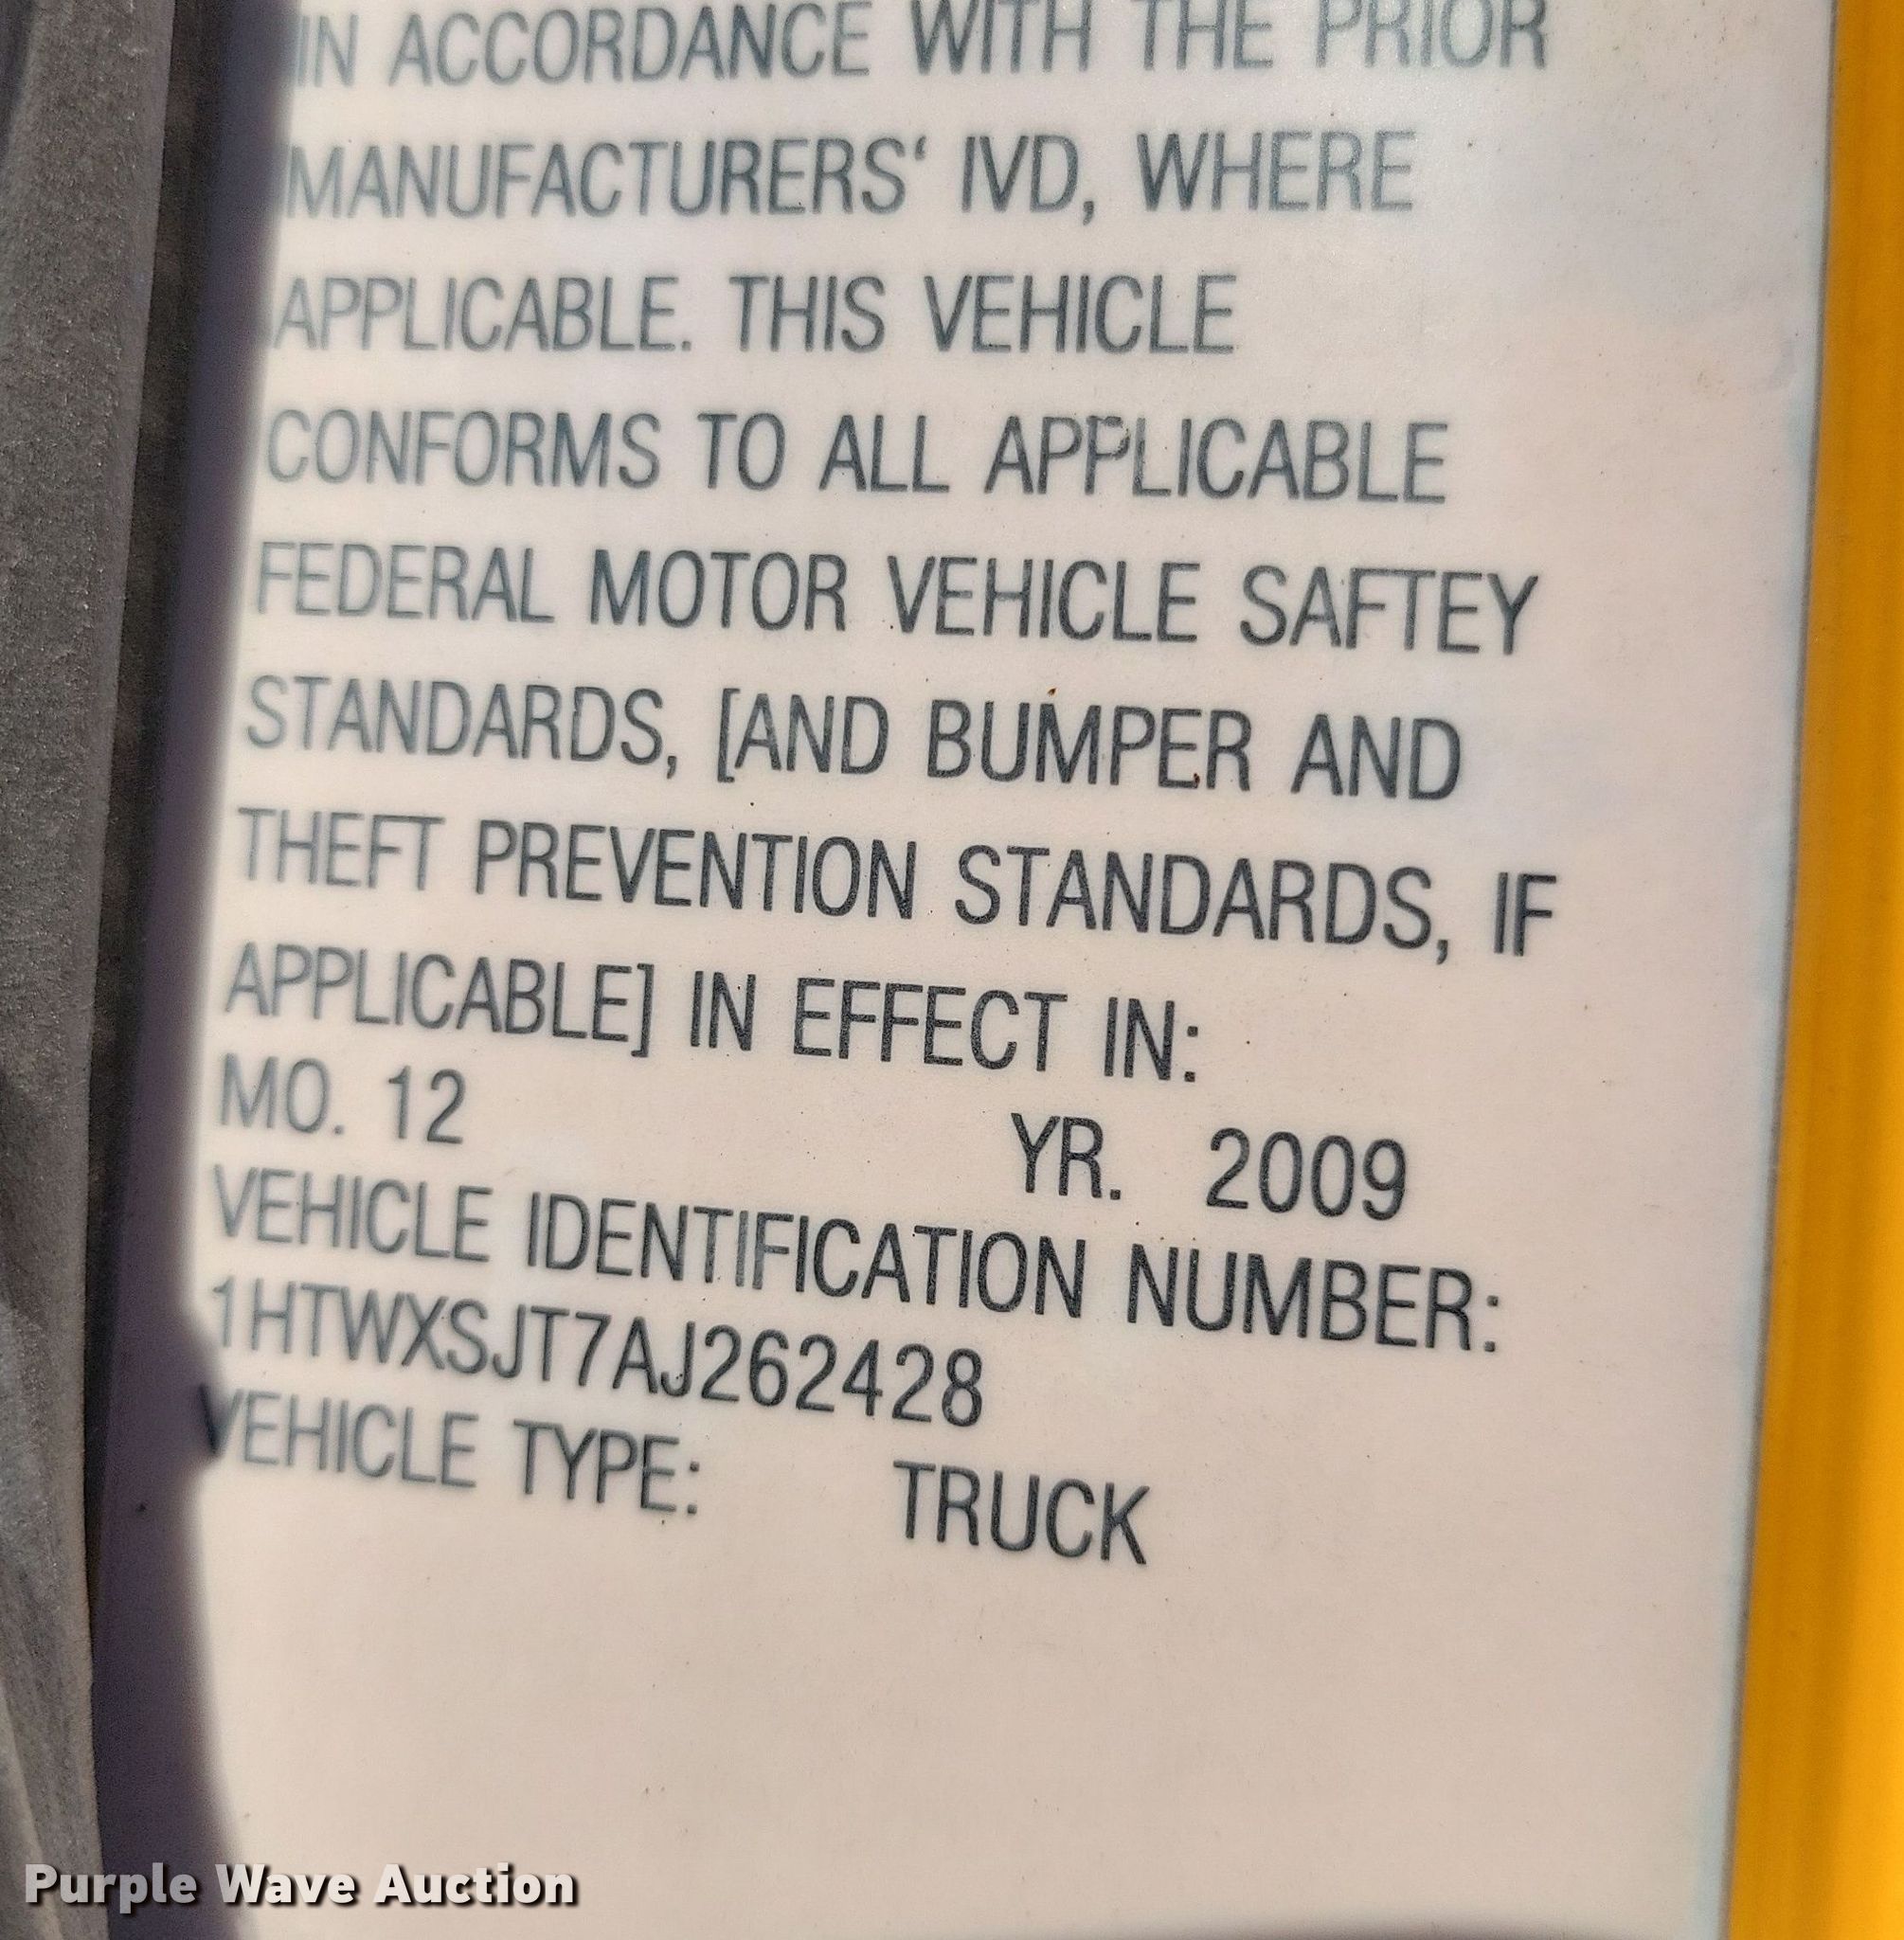 IN ACCORDANCE WITH THE PRIOR
MANUFACTURERS‘ IVD, WHERE
APPLICABLE. THIS VEHICLE
CONFORMS TO ALL APPLICABLE
FEDERAL MOTOR VEHICLE SAFTEY
STANDARDS, [AND BUMPER AND
THEFT PREVENTION STANDARDS, IF
APPLICABLE] IN EFFECT IN:
MO. 12 YR. 2009
VEHICLE IDENTIFICATION NUMBER:
1HTWXSJT7AJ262428
VEHICLE TYPE: TRUCK
Purple Wave Auction